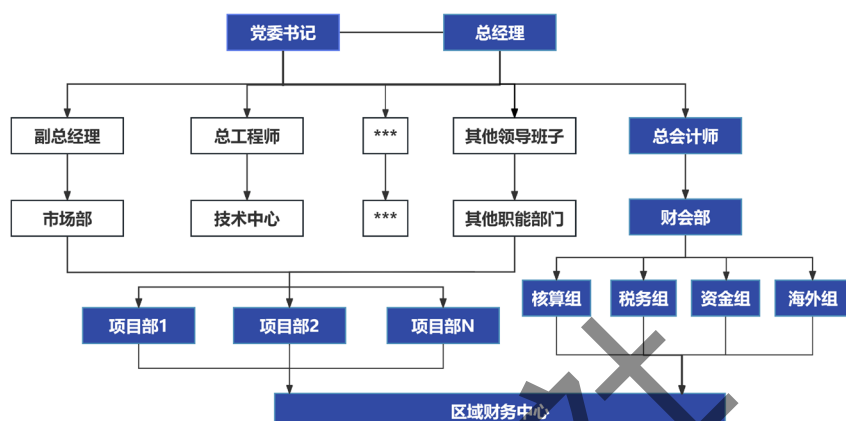 党委书记 总经理
副总经理 总工程师 *** 其他领导班子 总会计师
市场部 技术中心 *** 其他职能部门 财会部
核算组 税务组 资金组 海外组
项目部1 项目部2 项目部N
区域财务中心